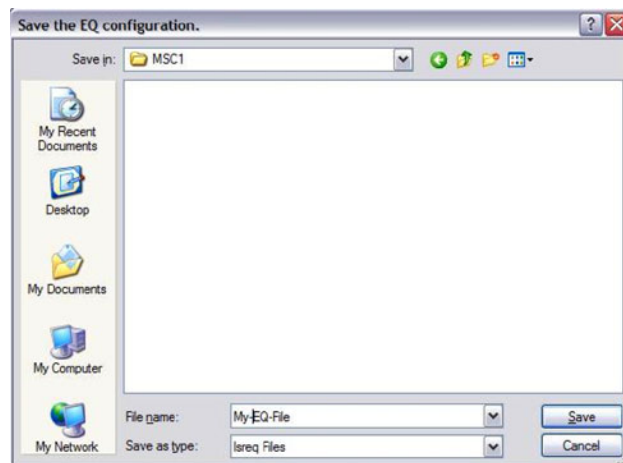 Save the EQ configuration.
Save in: MSC1
My Recent
Documents
Desktop
My Documents
My Computer
My Network
File name: My-EQ-File Save
Save as type: Isreq Files Cancel